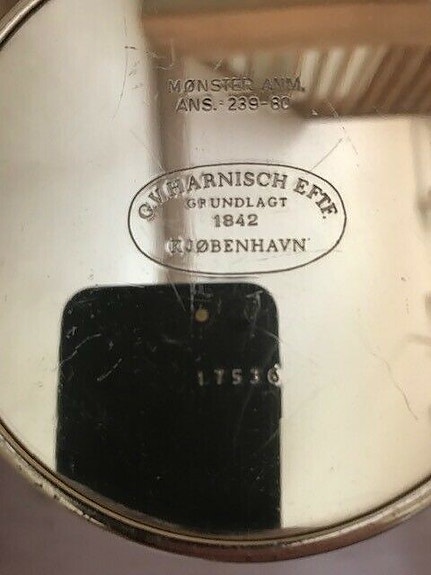 MØNSTER ANM.
ANS. 239-80
G.V. HARNISCH EFTF.
GRUNDLAGT
1842
KJØBENHAVN
17536